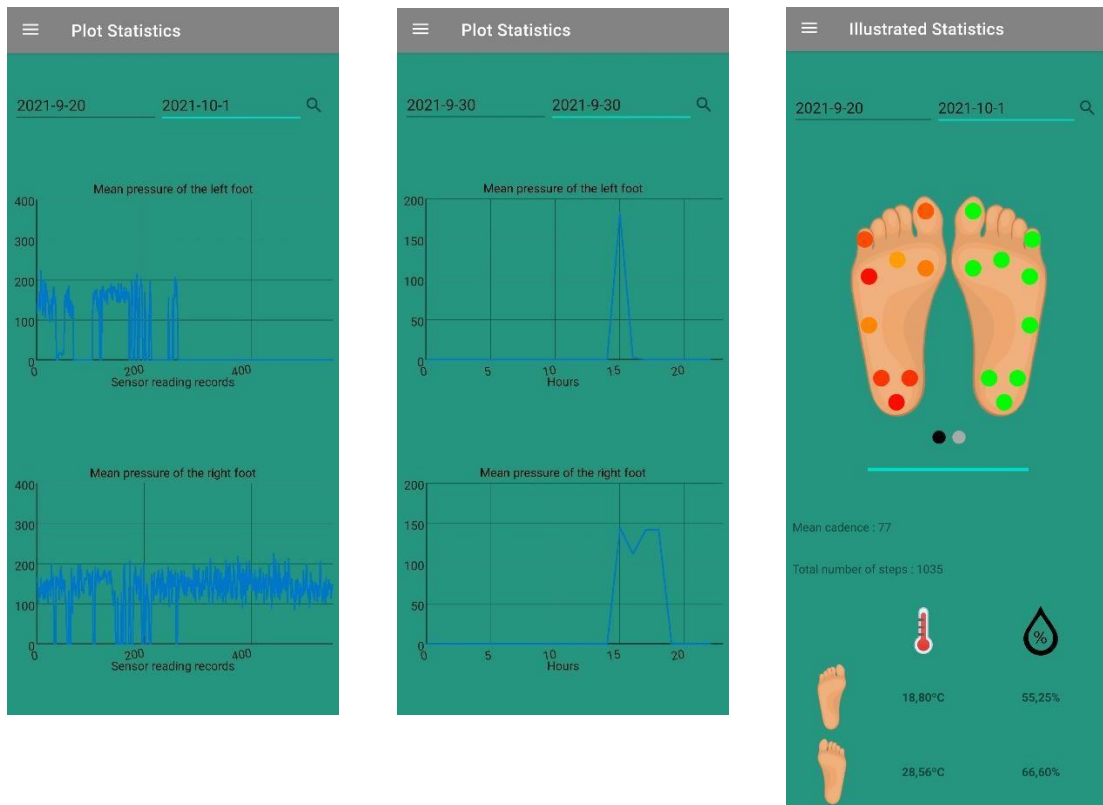 Plot Statistics
2021-9-20 2021-10-1
Mean pressure of the left foot
400
300
200
100
0
0 200 400
Sensor reading records
Mean pressure of the right foot
400
300
200
100
0
0 200 400
Sensor reading records
Plot Statistics
2021-9-30 2021-9-30
Mean pressure of the left foot
200
150
100
50
0
0 5 10 15 20
Hours
Mean pressure of the right foot
200
150
100
50
0
0 5 10 15 20
Hours
Illustrated Statistics
2021-9-20 2021-10-1
Mean cadence : 77
Total number of steps : 1035
%
18,80ºC 55,25%
28,56ºC 66,60%